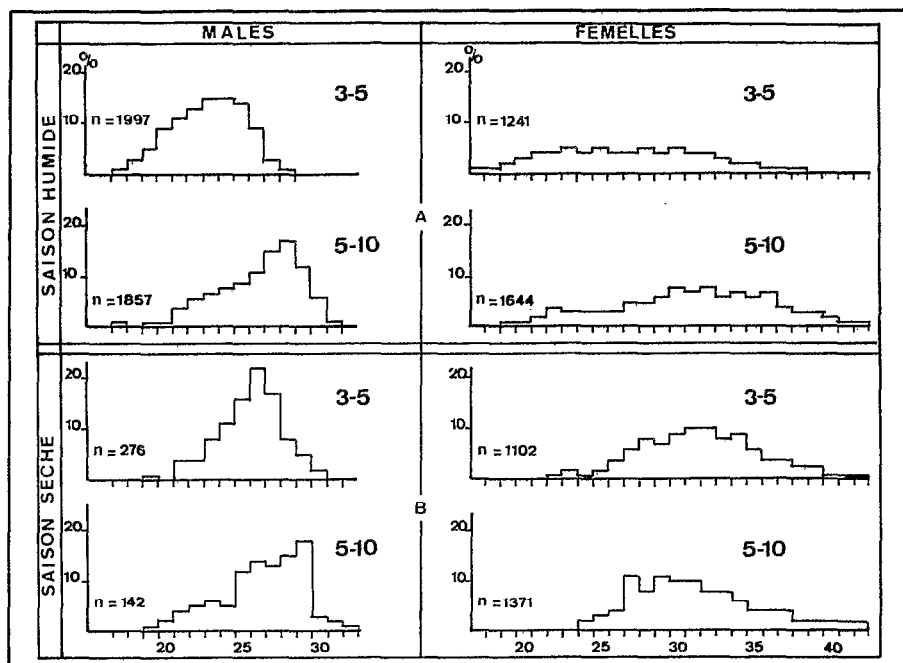 MALES FEMELLES
SAISON HUMIDE
%
20
10
n = 1997
3-5
%
20
10
n=1241
3-5
A
20
10
n = 1857
5-10
20
10
n=1644
5-10
SAISON SECHE
20
10
n = 276
3-5
20
10
n=1102
3-5
B
20
10
n = 142
5-10
20
10
n=1371
5-10
20 25 30
20 25 30 35 40